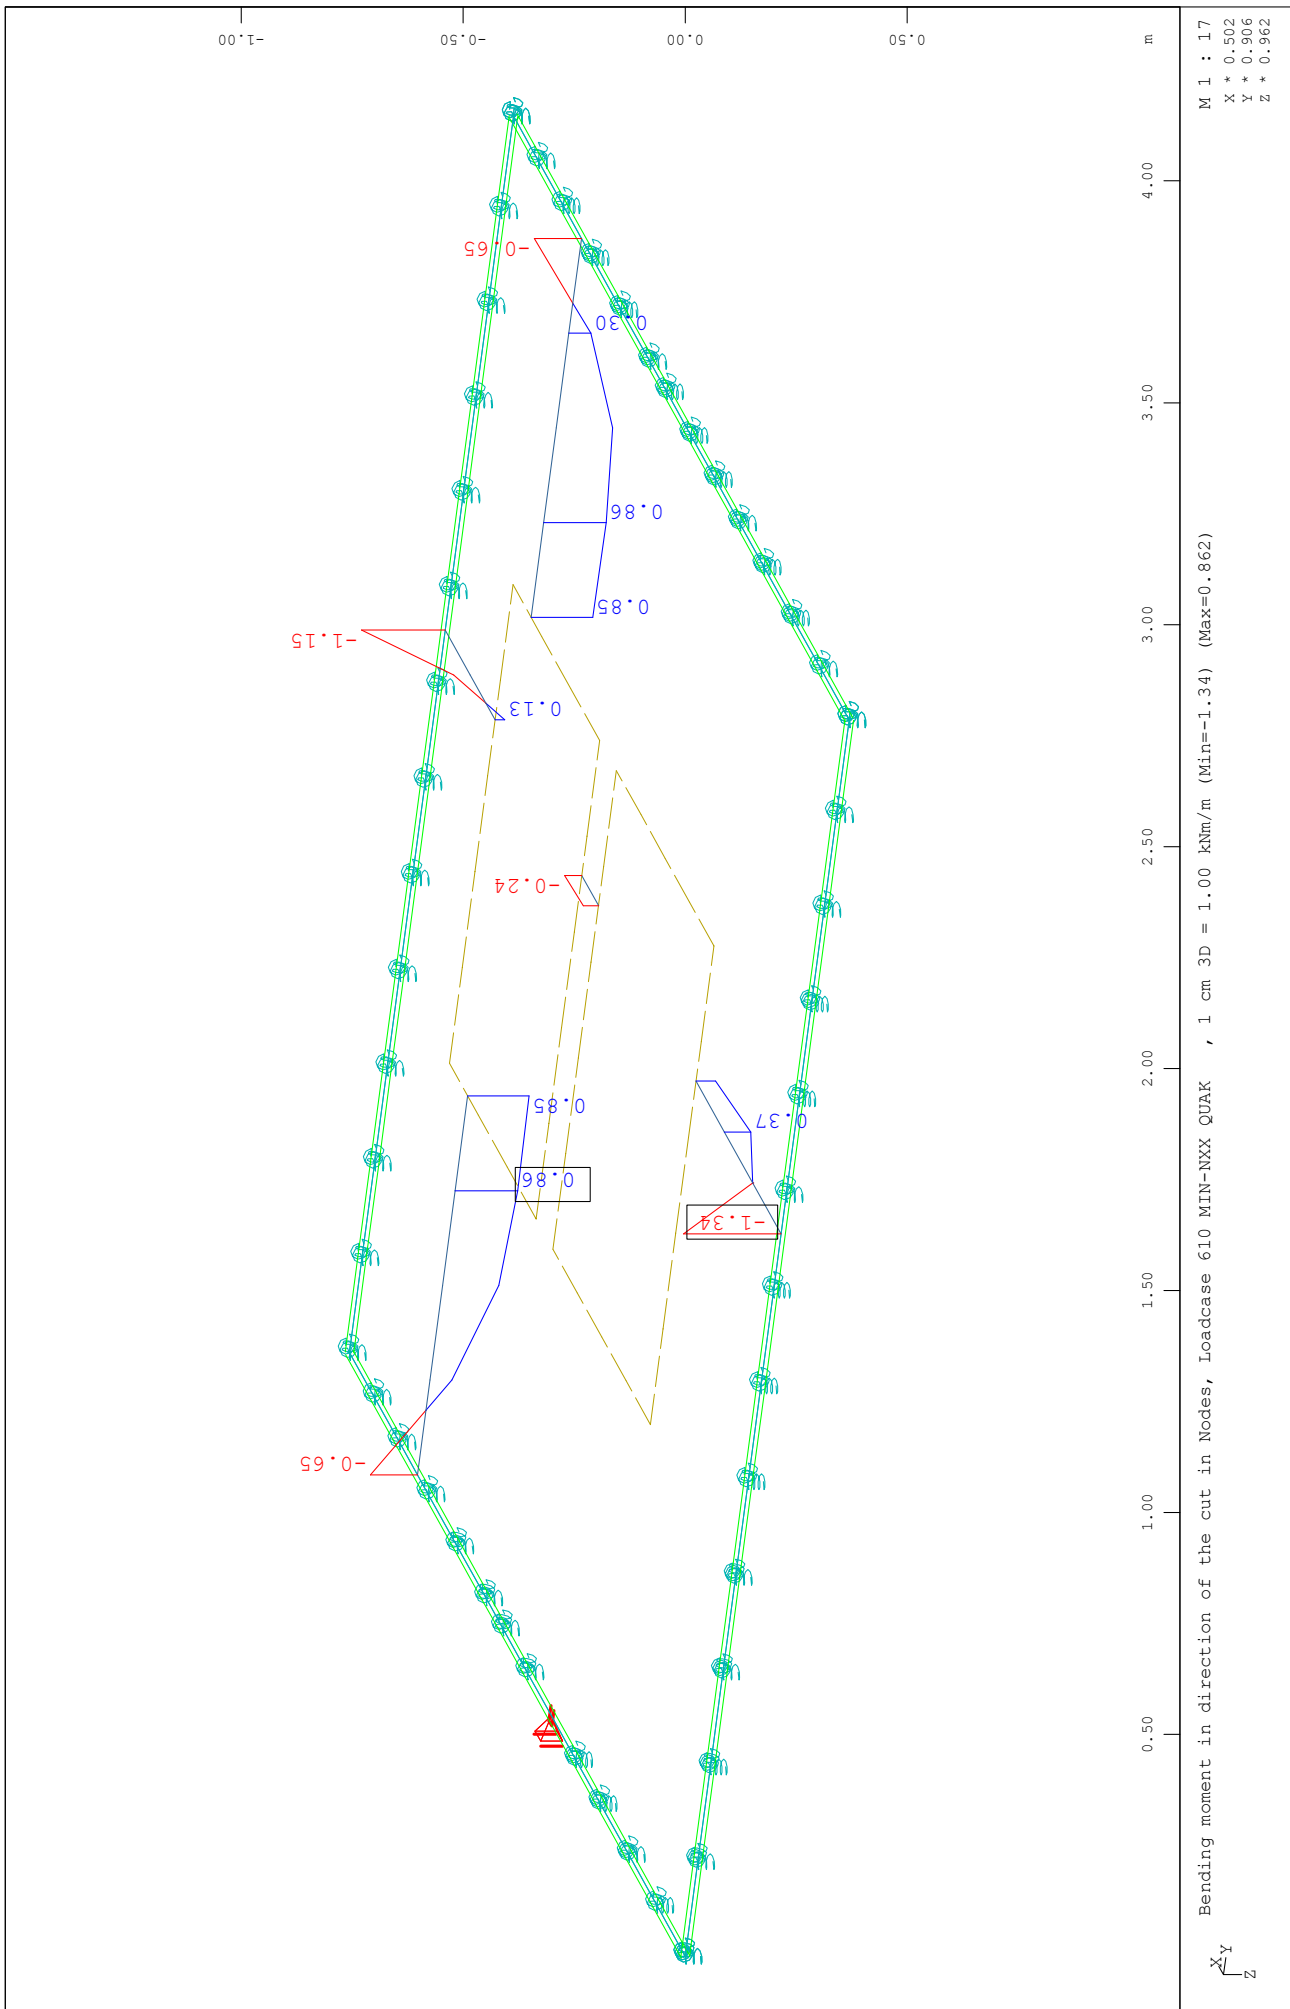 -1.00
-0.50
0.00
0.50
m
M 1 : 17
X * 0.502
Y * 0.906
Z * 0.962
4.00
3.50
3.00
2.50
2.00
1.50
1.00
0.50
-0.65
0.30
0.86
0.85
-1.15
0.13
-0.24
0.85
0.86
0.37
-1.34
-0.65
Bending moment in direction of the cut in Nodes, Loadcase 610 MIN-NXX QUAK , 1 cm 3D = 1.00 kNm/m (Min=-1.34) (Max=0.862)
X
Y
Z